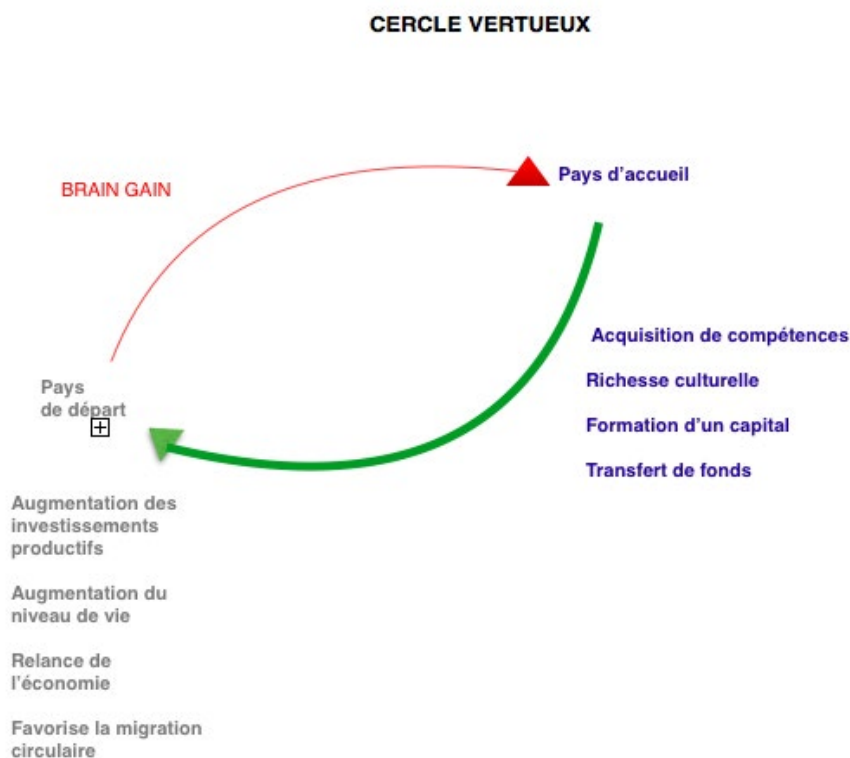 CERCLE VERTUEUX
BRAIN GAIN
Pays d'accueil
Acquisition de compétences
Richesse culturelle
Formation d'un capital
Transfert de fonds
Pays
de départ
Augmentation des
investissements
productifs
Augmentation du
niveau de vie
Relance de
l'économie
Favorise la migration
circulaire